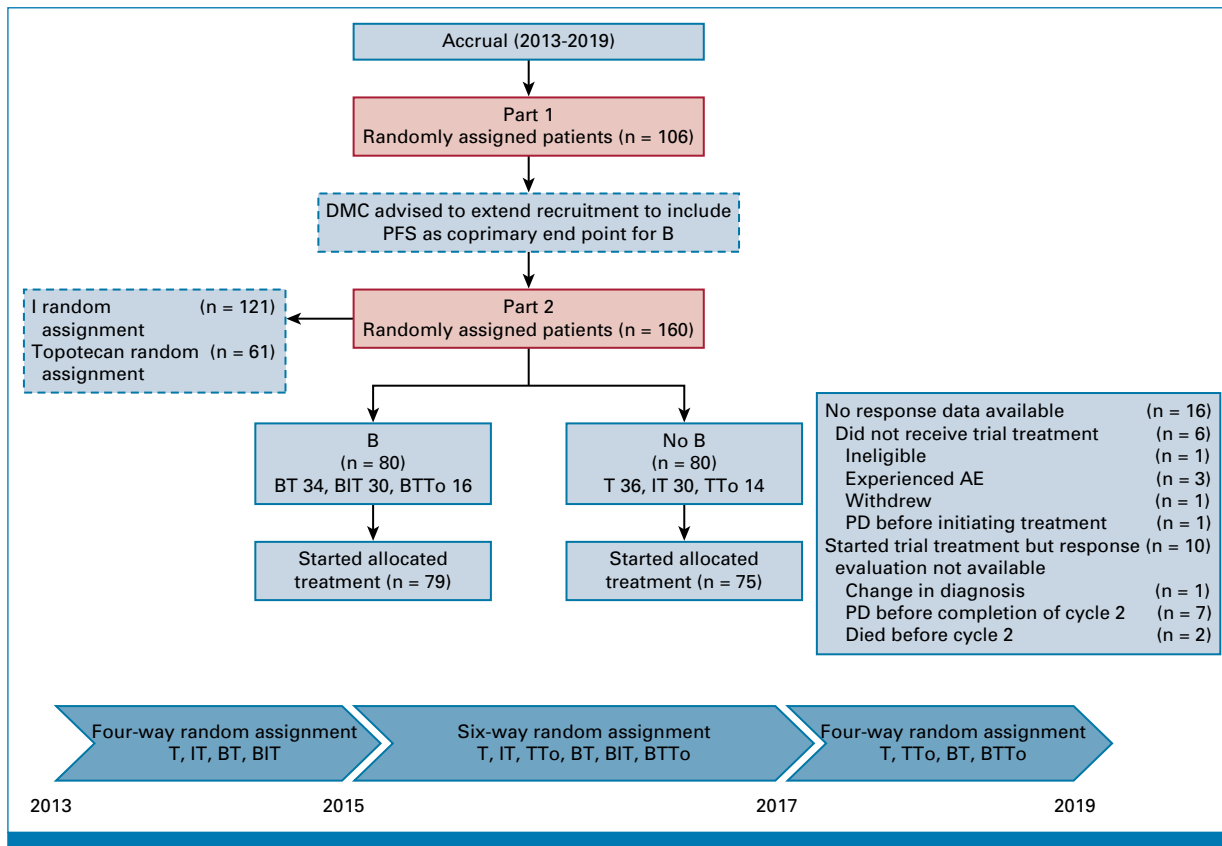 Accrual (2013-2019)
Part 1
Randomly assigned patients (n = 106)
DMC advised to extend recruitment to include
PFS as coprimary end point for B
I random (n = 121)
assignment
Topotecan random (n = 61)
assignment
Part 2
Randomly assigned patients (n = 160)
B
(n = 80)
BT 34, BIT 30, BTTo 16
No B
(n = 80)
T 36, IT 30, TTo 14
Started allocated
treatment (n = 79)
Started allocated
treatment (n = 75)
No response data available (n = 16)
Did not receive trial treatment (n = 6)
Ineligible (n = 1)
Experienced AE (n = 3)
Withdrew (n = 1)
PD before initiating treatment (n = 1)
Started trial treatment but response (n = 10)
evaluation not available
Change in diagnosis (n = 1)
PD before completion of cycle 2 (n = 7)
Died before cycle 2 (n = 2)
Four-way random assignment
T, IT, BT, BIT
Six-way random assignment
T, IT, TTo, BT, BIT, BTTo
Four-way random assignment
T, TTo, BT, BTTo
2013 2015 2017 2019